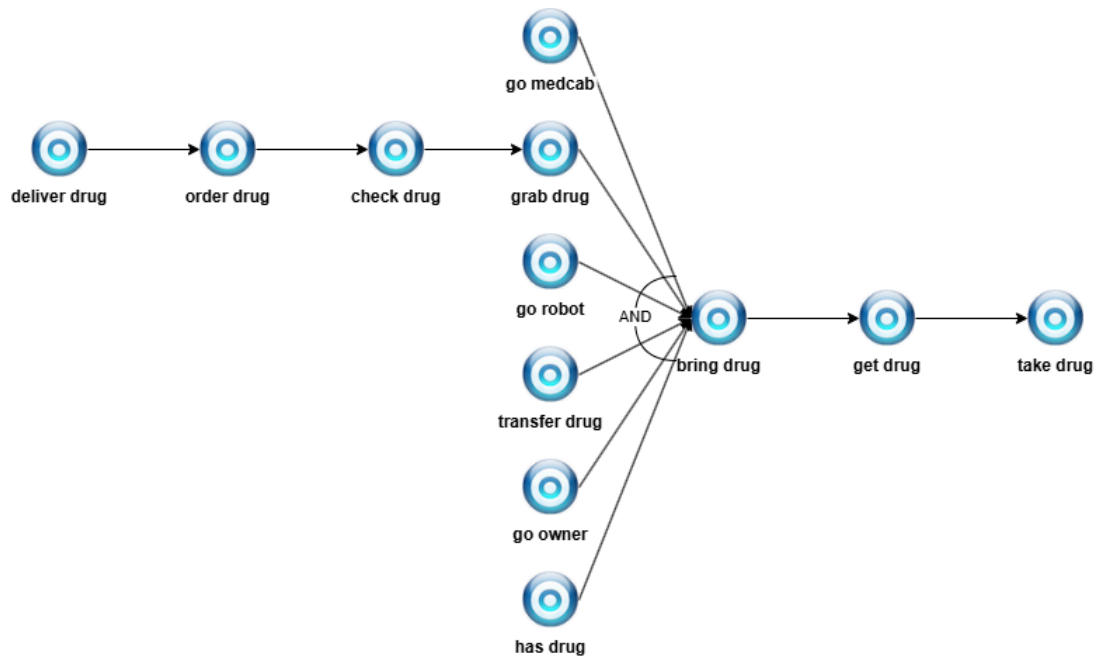 go medcab
deliver drug
order drug
check drug
grab drug
go robot
AND
bring drug
get drug
take drug
transfer drug
go owner
has drug